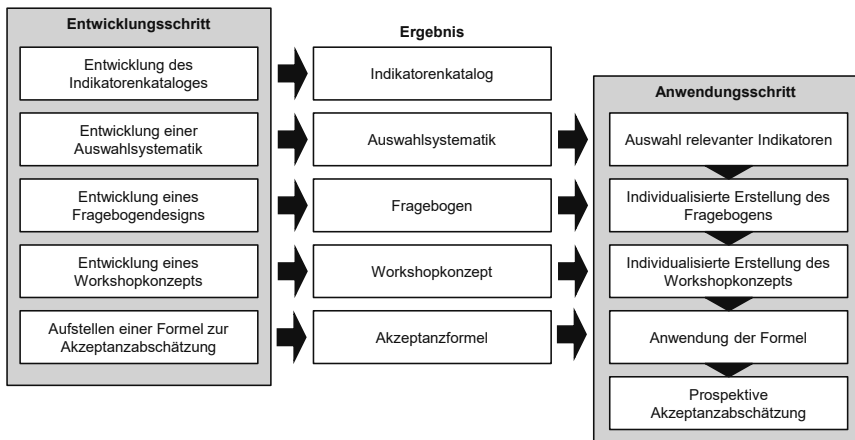 Entwicklungsschritt
Entwicklung des
Indikatorenkataloges
Entwicklung einer
Auswahlsystematik
Entwicklung eines
Fragebogendesigns
Entwicklung eines
Workshopkonzepts
Aufstellen einer Formel zur
Akzeptanzabschätzung
Ergebnis
Indikatorenkatalog
Auswahlsystematik
Fragebogen
Workshopkonzept
Akzeptanzformel
Anwendungsschritt
Auswahl relevanter Indikatoren
Individualisierte Erstellung des
Fragebogens
Individualisierte Erstellung des
Workshopkonzepts
Anwendung der Formel
Prospektive
Akzeptanzabschätzung